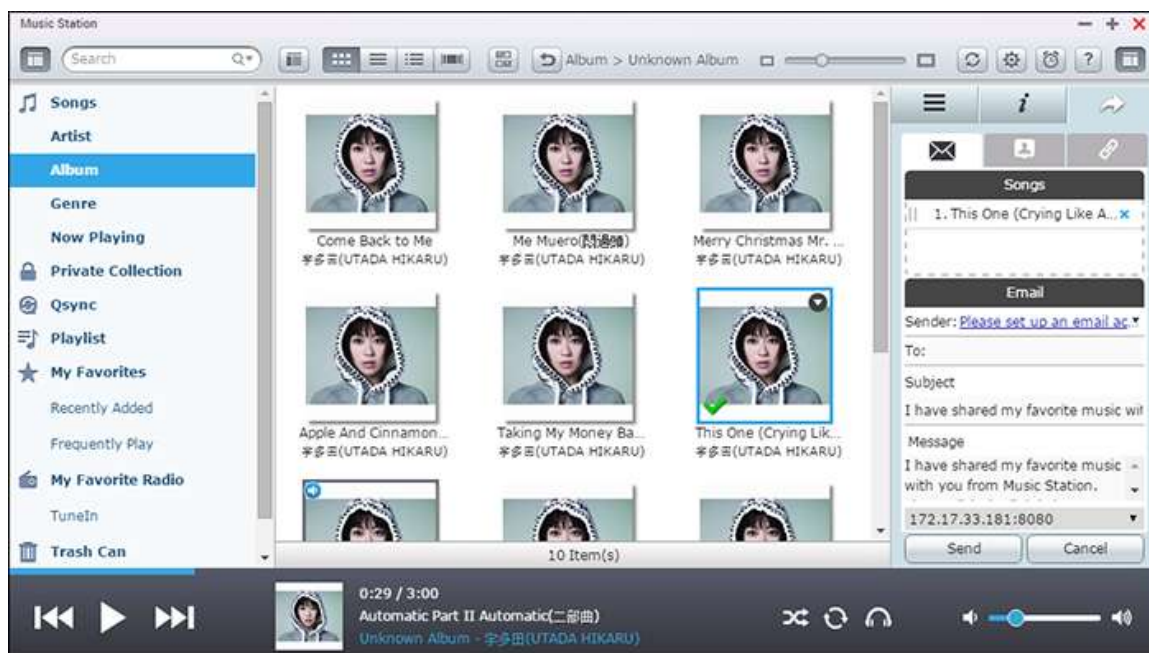 Music Station
Search
Album > Unknown Album
?
Songs
Artist
Album
Genre
Now Playing
Private Collection
Qsync
Playlist
My Favorites
Recently Added
Frequently Play
My Favorite Radio
TuneIn
Trash Can
Come Back to Me
宇多田(UTADA HIKARU)
Me Muero(悶過頭)
宇多田(UTADA HIKARU)
Merry Christmas Mr. ...
宇多田(UTADA HIKARU)
Apple And Cinnamon...
宇多田(UTADA HIKARU)
Taking My Money Ba...
宇多田(UTADA HIKARU)
This One (Crying Lik...
宇多田(UTADA HIKARU)
10 Item(s)
i
Songs
1. This One (Crying Like A...
Email
Sender: Please set up an email ac.
To:
Subject
I have shared my favorite music wit
Message
I have shared my favorite music
with you from Music Station.
172.17.33.181:8080
Send
Cancel
0:29 / 3:00
Automatic Part II Automatic(二部曲)
Unknown Album - 宇多田(UTADA HIKARU)